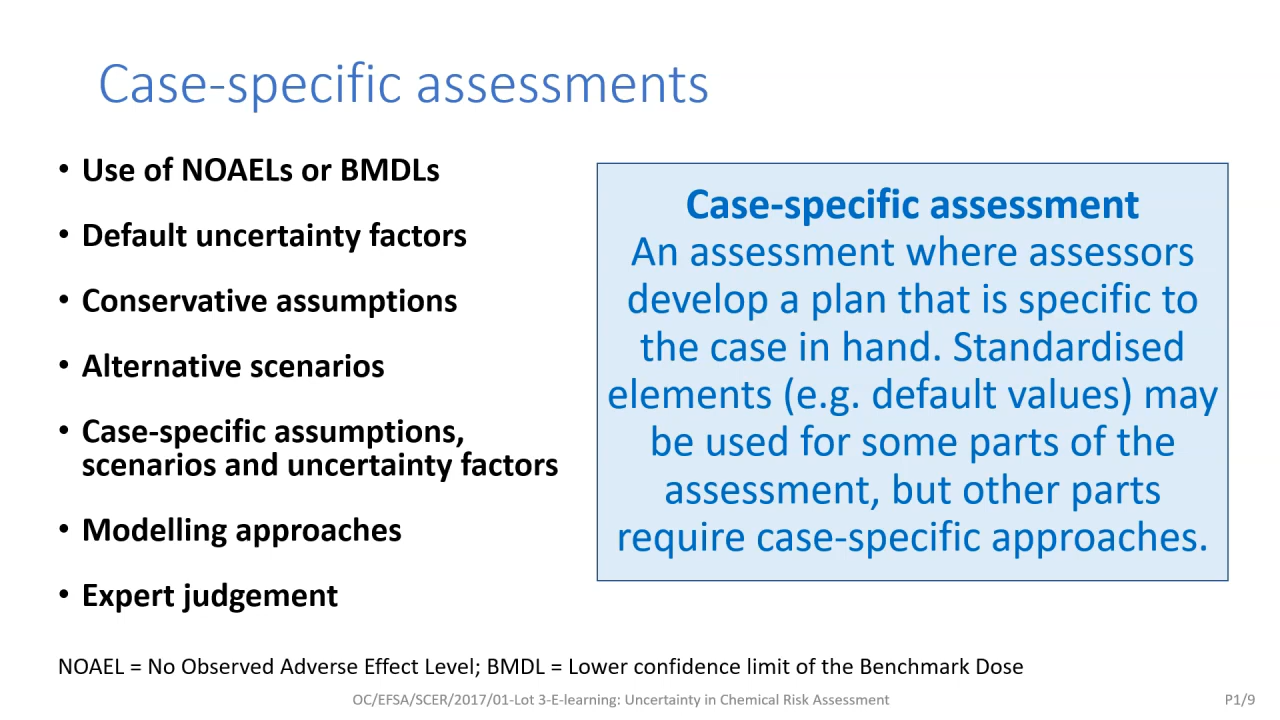 Case-specific assessments
• Use of NOAELs or BMDLs
• Default uncertainty factors
• Conservative assumptions
• Alternative scenarios
• Case-specific assumptions,
scenarios and uncertainty factors
• Modelling approaches
• Expert judgement
Case-specific assessment
An assessment where assessors
develop a plan that is specific to
the case in hand. Standardised
elements (e.g. default values) may
be used for some parts of the
assessment, but other parts
require case-specific approaches.
NOAEL = No Observed Adverse Effect Level; BMDL = Lower confidence limit of the Benchmark Dose
OC/EFSA/SCER/2017/01-Lot 3-E-learning: Uncertainty in Chemical Risk Assessment
P1/9